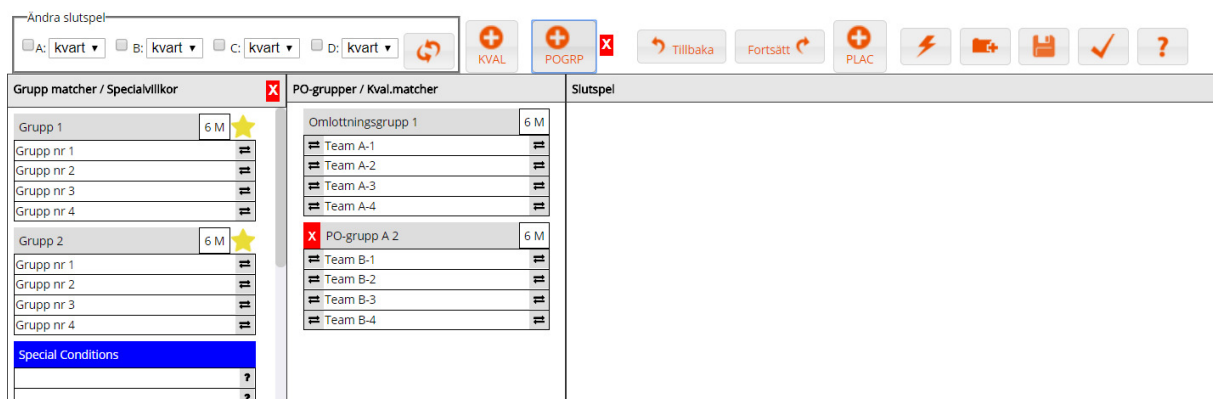 Ändra slutspel
A: kvart B: kvart C: kvart D: kvart
KVAL
POGRP
X
Tillbaka
Fortsätt
PLAC
?
Grupp matcher / Specialvillkor X
PO-grupper / Kval.matcher
Slutspel
Grupp 1 6 M
Grupp nr 1
Grupp nr 2
Grupp nr 3
Grupp nr 4
Grupp 2 6 M
Grupp nr 1
Grupp nr 2
Grupp nr 3
Grupp nr 4
Special Conditions
?
?
Omlottningsgrupp 1 6 M
Team A-1
Team A-2
Team A-3
Team A-4
X PO-grupp A 2 6 M
Team B-1
Team B-2
Team B-3
Team B-4